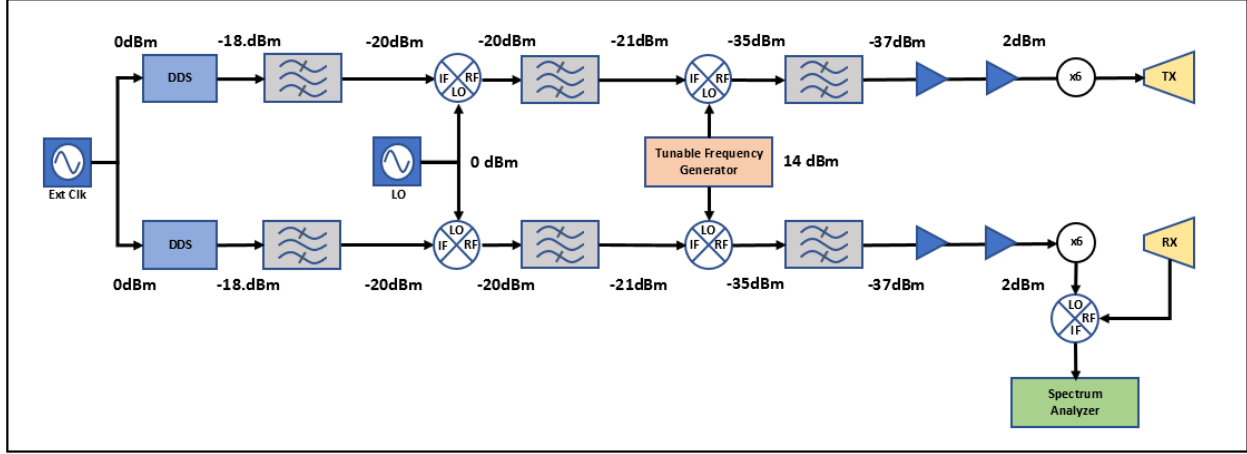 0dBm -18.dBm -20dBm -20dBm -21dBm -35dBm -37dBm 2dBm
DDS IF RF LO IF RF LO x6 TX
Ext Clk LO 0 dBm Tunable Frequency Generator 14 dBm
DDS LO IF RF LO IF RF x6 RX
0dBm -18.dBm -20dBm -20dBm -21dBm -35dBm -37dBm 2dBm
LO
RF
IF
Spectrum
Analyzer